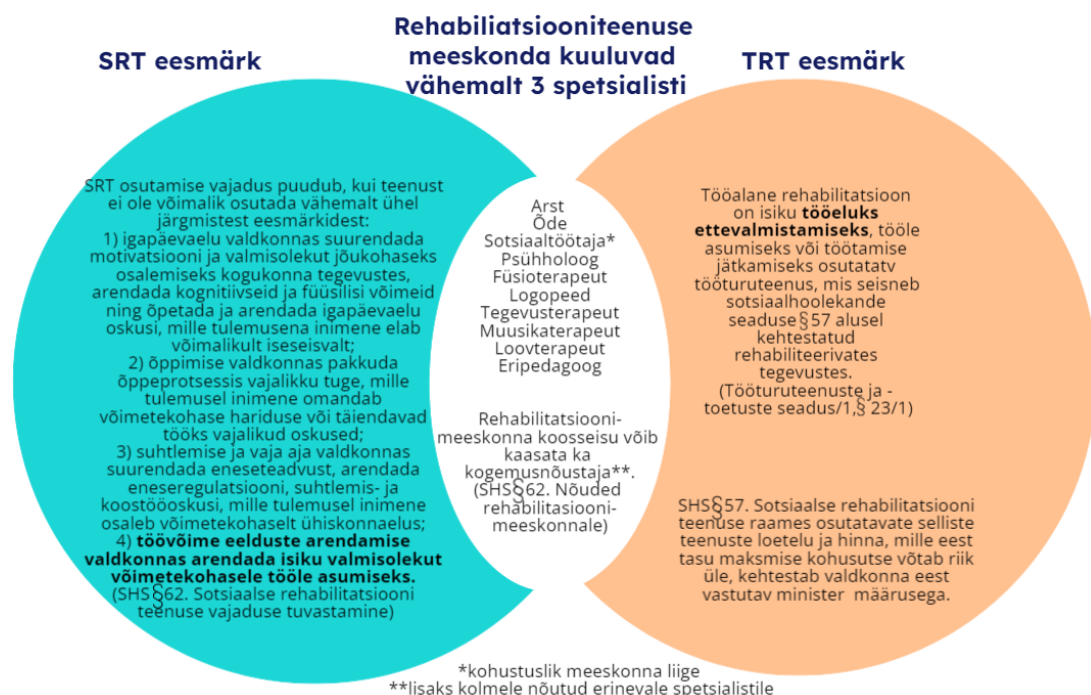 Rehabiliatsiooniteenuse
meeskonda kuuluvad
vähemalt 3 spetsialisti
SRT eesmärk
TRT eesmärk
SRT osutamise vajadus puudub, kui teenust
ei ole võimalik osutada vähemalt ühel
järgmistest eesmärkidest:
1) igapäevaelu valdkonnas suurendada
motivatsiooni ja valmisolekut jõukohaseks
osalemiseks kogukonna tegevustes,
arendada kognitiivseid ja füüsilisi võimeid
ning õpetada ja arendada igapäevaelu
oskusi, mille tulemusena inimene elab
võimalikult iseseisvalt;
2) õppimise valdkonnas pakkuda
õppeprotsessis vajalikku tuge, mille
tulemusel inimene omandab
võimetekohase hariduse või täiendavad
tööks vajalikud oskused;
3) suhtlemise ja vaja aja valdkonnas
suurendada eneseteadvust, arendada
eneseregulatsiooni, suhtlemis- ja
koostööoskusi, mille tulemusel inimene
osaleb võimetekohaselt ühiskonnaelus;
4) töövõime eelduste arendamise
valdkonnas arendada isiku valmisolekut
võimetekohasele tööle asumiseks.
(SHS§62. Sotsiaalse rehabilitatsiooni
teenuse vajaduse tuvastamine)
Arst
Õde
Sotsiaaltöötaja*
Psühholoog
Füsioterapeut
Logopeed
Tegevusterapeut
Muusikaterapeut
Loovterapeut
Eripedagoog
Rehabilitatsiooni-
meeskonna koosseisu võib
kaasata ka
kogemusnõustaja**.
(SHS§62. Nõuded
rehabilitasiooni-
meeskonnale)
Tööalane rehabilitatsioon
on isiku tööeluks
ettevalmistamiseks, tööle
asumiseks või töötamise
jätkamiseks osutatatv
tööturuteenus, mis seisneb
sotsiaalhoolekande
seaduse§57 alusel
kehtestatud
rehabiliteerivates
tegevustes.
(Tööturuteenuste ja -
toetuste seadus/1,§ 23/1)
SHS§57. Sotsiaalse rehabilitatsiooni
teenuse raames osutatavate selliste
teenuste loetelu ja hinna, mille eest
tasu maksmise kohusutse võtab riik
üle, kehtestab valdkonna eest
vastutav minister määrusega.
*kohustuslik meeskonna liige
**lisaks kolmele nõutud erinevale spetsialistile